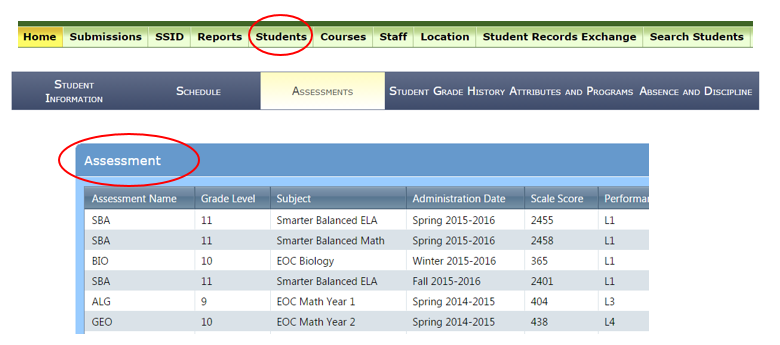 Home Submissions SSID Reports Students Courses Staff Location Student Records Exchange Search Students
Student Information Schedule Assessments Student Grade History Attributes and Programs Absence and Discipline
Assessment
Assessment Name Grade Level Subject Administration Date Scale Score Performa
SBA 11 Smarter Balanced ELA Spring 2015-2016 2455 L1
SBA 11 Smarter Balanced Math Spring 2015-2016 2458 L1
BIO 10 EOC Biology Winter 2015-2016 365 L1
SBA 11 Smarter Balanced ELA Fall 2015-2016 2401 L1
ALG 9 EOC Math Year 1 Spring 2014-2015 404 L3
GEO 10 EOC Math Year 2 Spring 2014-2015 438 L4